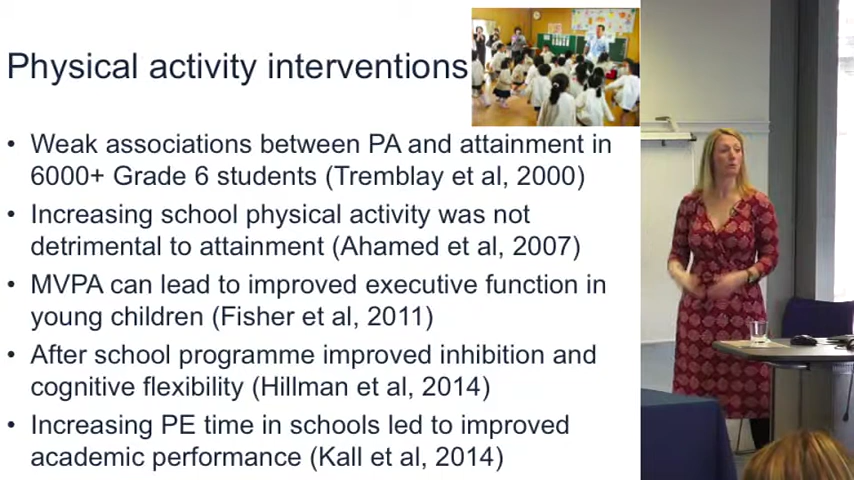 Physical activity interventions
• Weak associations between PA and attainment in
6000+ Grade 6 students (Tremblay et al, 2000)
• Increasing school physical activity was not
detrimental to attainment (Ahamed et al, 2007)
• MVPA can lead to improved executive function in
young children (Fisher et al, 2011)
• After school programme improved inhibition and
cognitive flexibility (Hillman et al, 2014)
• Increasing PE time in schools led to improved
academic performance (Kall et al, 2014)